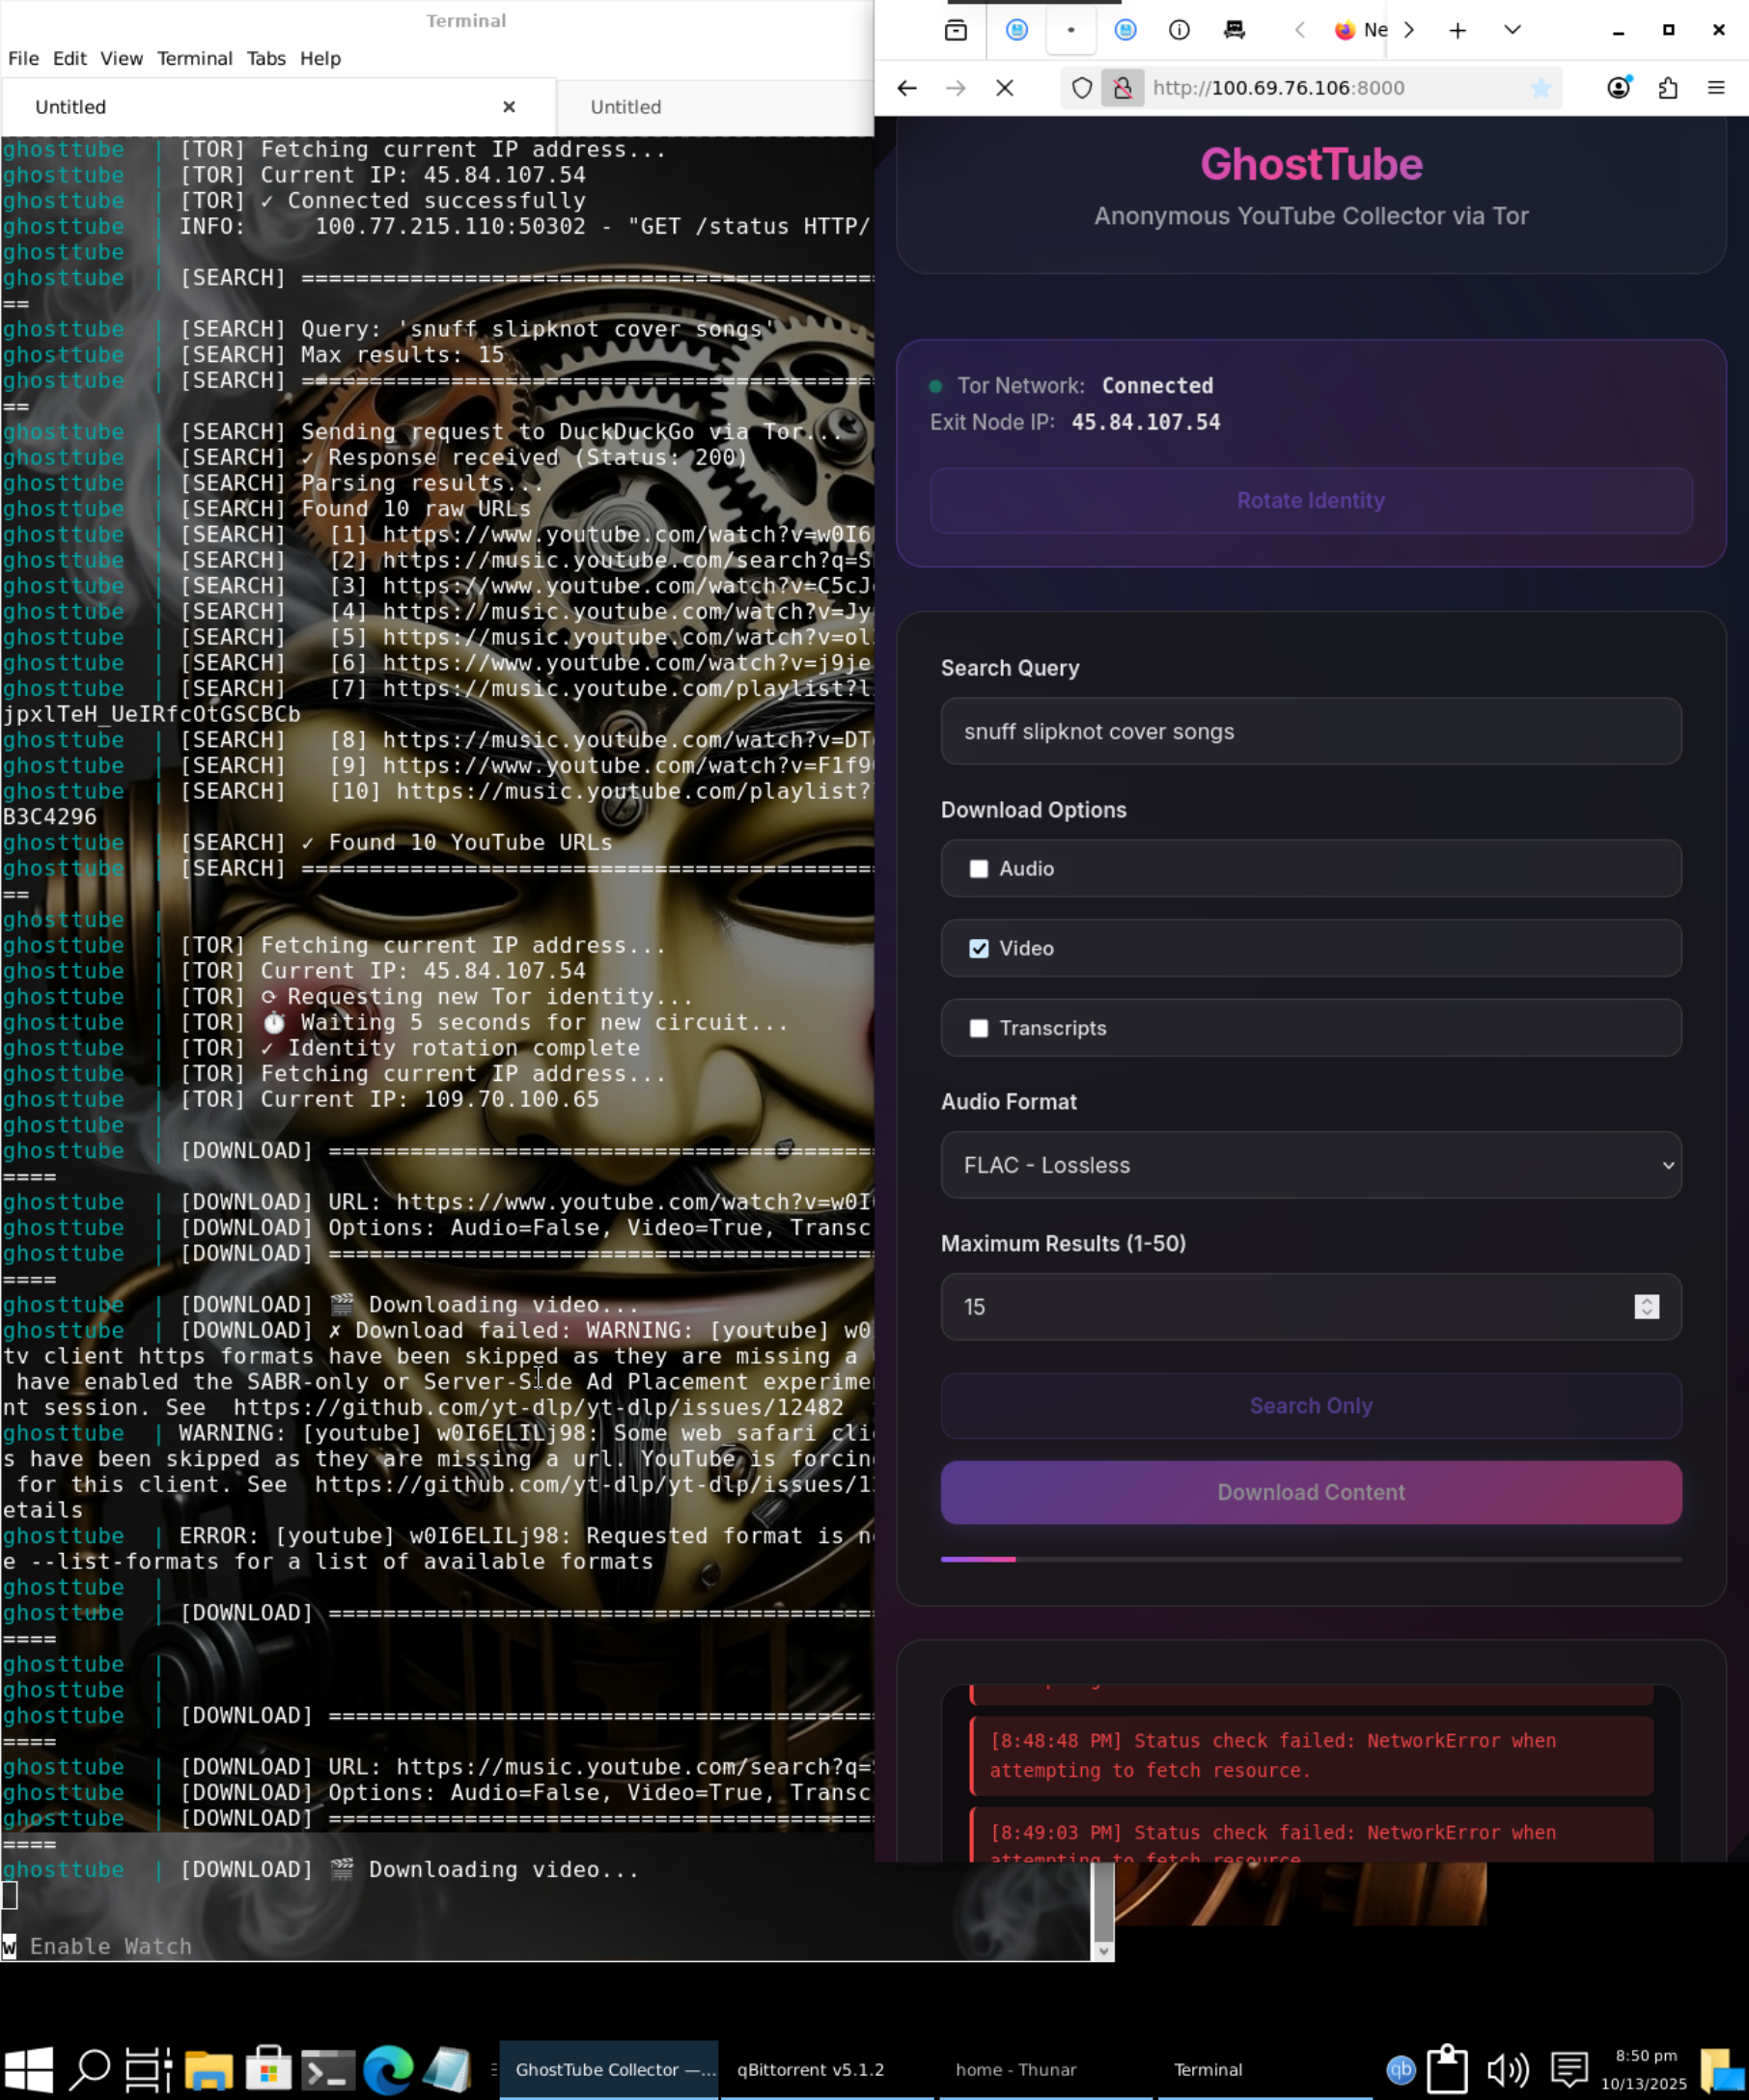 Terminal
File Edit View Terminal Tabs Help
Untitled
Untitled
ghosttube | [TOR] Fetching current IP address...
ghosttube | [TOR] Current IP: 45.84.107.54
ghosttube | [TOR] ✓ Connected successfully
ghosttube | INFO: 100.77.215.110:50302 - "GET /status HTTP/
ghosttube |
ghosttube | [SEARCH] ========================================
==
ghosttube | [SEARCH] Query: 'snuff slipknot cover songs'
ghosttube | [SEARCH] Max results: 15
ghosttube | [SEARCH] ========================================
==
ghosttube | [SEARCH] Sending request to DuckDuckGo via Tor...
ghosttube | [SEARCH] ✓ Response received (Status: 200)
ghosttube | [SEARCH] Parsing results...
ghosttube | [SEARCH] Found 10 raw URLs
ghosttube | [SEARCH] [1] https://www.youtube.com/watch?v=w0I6
ghosttube | [SEARCH] [2] https://music.youtube.com/search?q=S
ghosttube | [SEARCH] [3] https://www.youtube.com/watch?v=C5cJ
ghosttube | [SEARCH] [4] https://music.youtube.com/watch?v=Jy
ghosttube | [SEARCH] [5] https://music.youtube.com/watch?v=ol
ghosttube | [SEARCH] [6] https://www.youtube.com/watch?v=j9je
ghosttube | [SEARCH] [7] https://music.youtube.com/playlist?l
jpxlTeH_UeIRfcOtGSCBCb
ghosttube | [SEARCH] [8] https://music.youtube.com/watch?v=DT
ghosttube | [SEARCH] [9] https://www.youtube.com/watch?v=F1f9
ghosttube | [SEARCH] [10] https://music.youtube.com/playlist?
B3C4296
ghosttube | [SEARCH] ✓ Found 10 YouTube URLs
ghosttube | [SEARCH] ========================================
==
ghosttube |
ghosttube | [TOR] Fetching current IP address...
ghosttube | [TOR] Current IP: 45.84.107.54
ghosttube | [TOR] ⟳ Requesting new Tor identity...
ghosttube | [TOR] ⏱ Waiting 5 seconds for new circuit...
ghosttube | [TOR] ✓ Identity rotation complete
ghosttube | [TOR] Fetching current IP address...
ghosttube | [TOR] Current IP: 109.70.100.65
ghosttube |
ghosttube | [DOWNLOAD] ========================================
====
ghosttube | [DOWNLOAD] URL: https://www.youtube.com/watch?v=w0I
ghosttube | [DOWNLOAD] Options: Audio=False, Video=True, Transc
ghosttube | [DOWNLOAD] ========================================
====
ghosttube | [DOWNLOAD] 🎬 Downloading video...
ghosttube | [DOWNLOAD] ✗ Download failed: WARNING: [youtube] w0
tv client https formats have been skipped as they are missing a
have enabled the SABR-only or Server-Side Ad Placement experime
nt session. See https://github.com/yt-dlp/yt-dlp/issues/12482
ghosttube | WARNING: [youtube] w0I6ELILj98: Some web safari cli
s have been skipped as they are missing a url. YouTube is forcin
for this client. See https://github.com/yt-dlp/yt-dlp/issues/1
etails
ghosttube | ERROR: [youtube] w0I6ELILj98: Requested format is n
e --list-formats for a list of available formats
ghosttube |
ghosttube | [DOWNLOAD] ========================================
====
ghosttube |
ghosttube |
ghosttube | [DOWNLOAD] ========================================
====
ghosttube | [DOWNLOAD] URL: https://music.youtube.com/search?q=
ghosttube | [DOWNLOAD] Options: Audio=False, Video=True, Transc
ghosttube | [DOWNLOAD] ========================================
====
ghosttube | [DOWNLOAD] 🎬 Downloading video...
w Enable Watch
Ne
http://100.69.76.106:8000
GhostTube
Anonymous YouTube Collector via Tor
Tor Network: Connected
Exit Node IP: 45.84.107.54
Rotate Identity
Search Query
snuff slipknot cover songs
Download Options
Audio
Video
Transcripts
Audio Format
FLAC - Lossless
Maximum Results (1-50)
15
Search Only
Download Content
[8:48:48 PM] Status check failed: NetworkError when
attempting to fetch resource.
[8:49:03 PM] Status check failed: NetworkError when
attempting to fetch resource.
GhostTube Collector —...
qBittorrent v5.1.2
home - Thunar
Terminal
qb
8:50 pm
10/13/2025